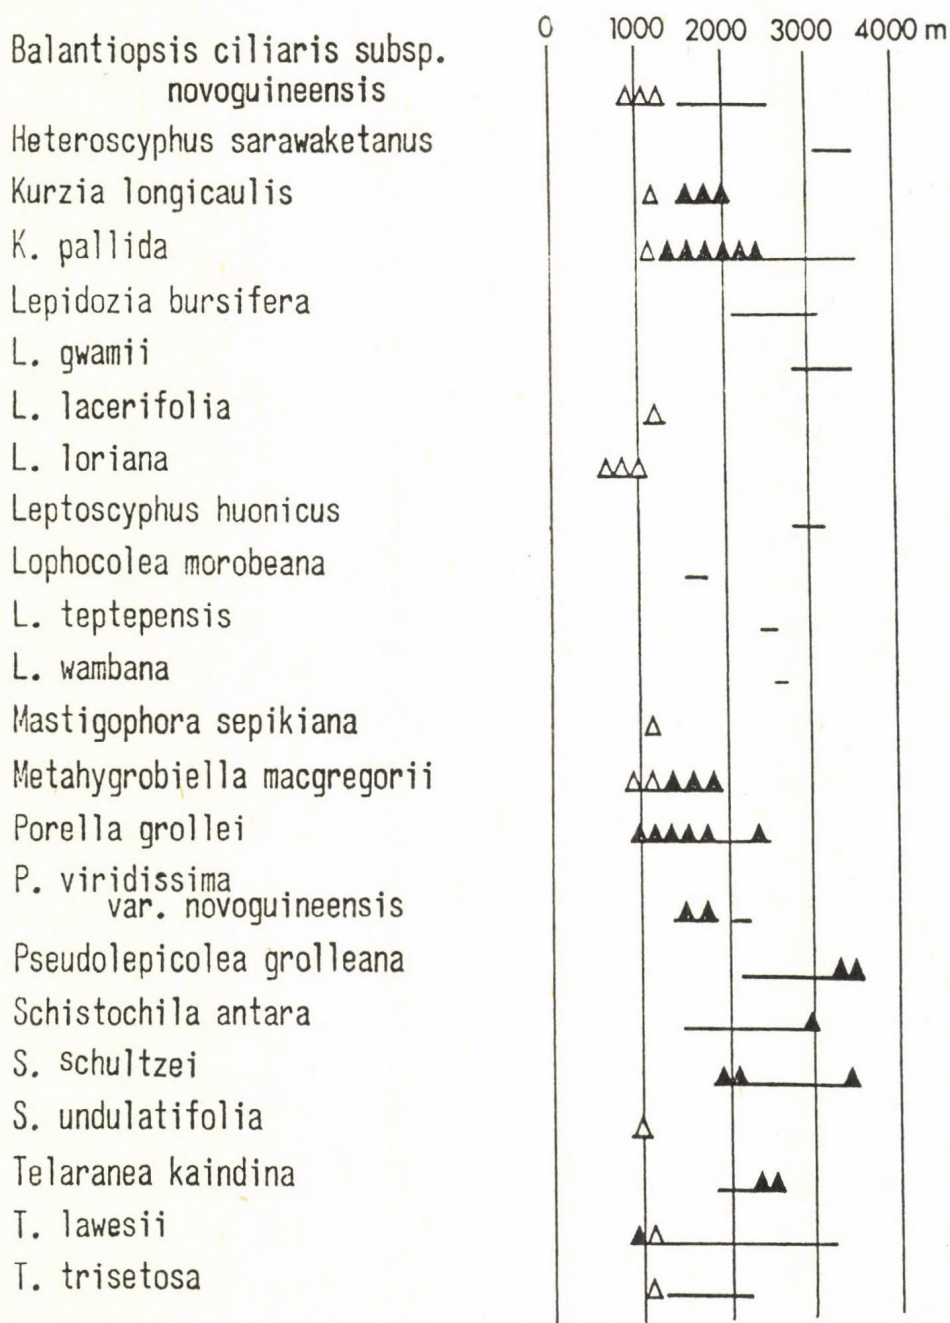 0 1000 2000 3000 4000 m
Balantiopsis ciliaris subsp.
novoguineensis
Heteroscyphus sarawaketanus
Kurzia longicaulis
K. pallida
Lepidozia bursifera
L. gwamii
L. lacerifolia
L. loriana
Leptoscyphus huonicus
Lophocolea morobeana
L. teptepensis
L. wambana
Mastigophora sepikiana
Metahygrobiella macgregorii
Porella grollei
P. viridissima
var. novoguineensis
Pseudolepicolea grolleana
Schistochila antara
S. schultzei
S. undulatifolia
Telaranea kaindina
T. lawesii
T. trisetosa